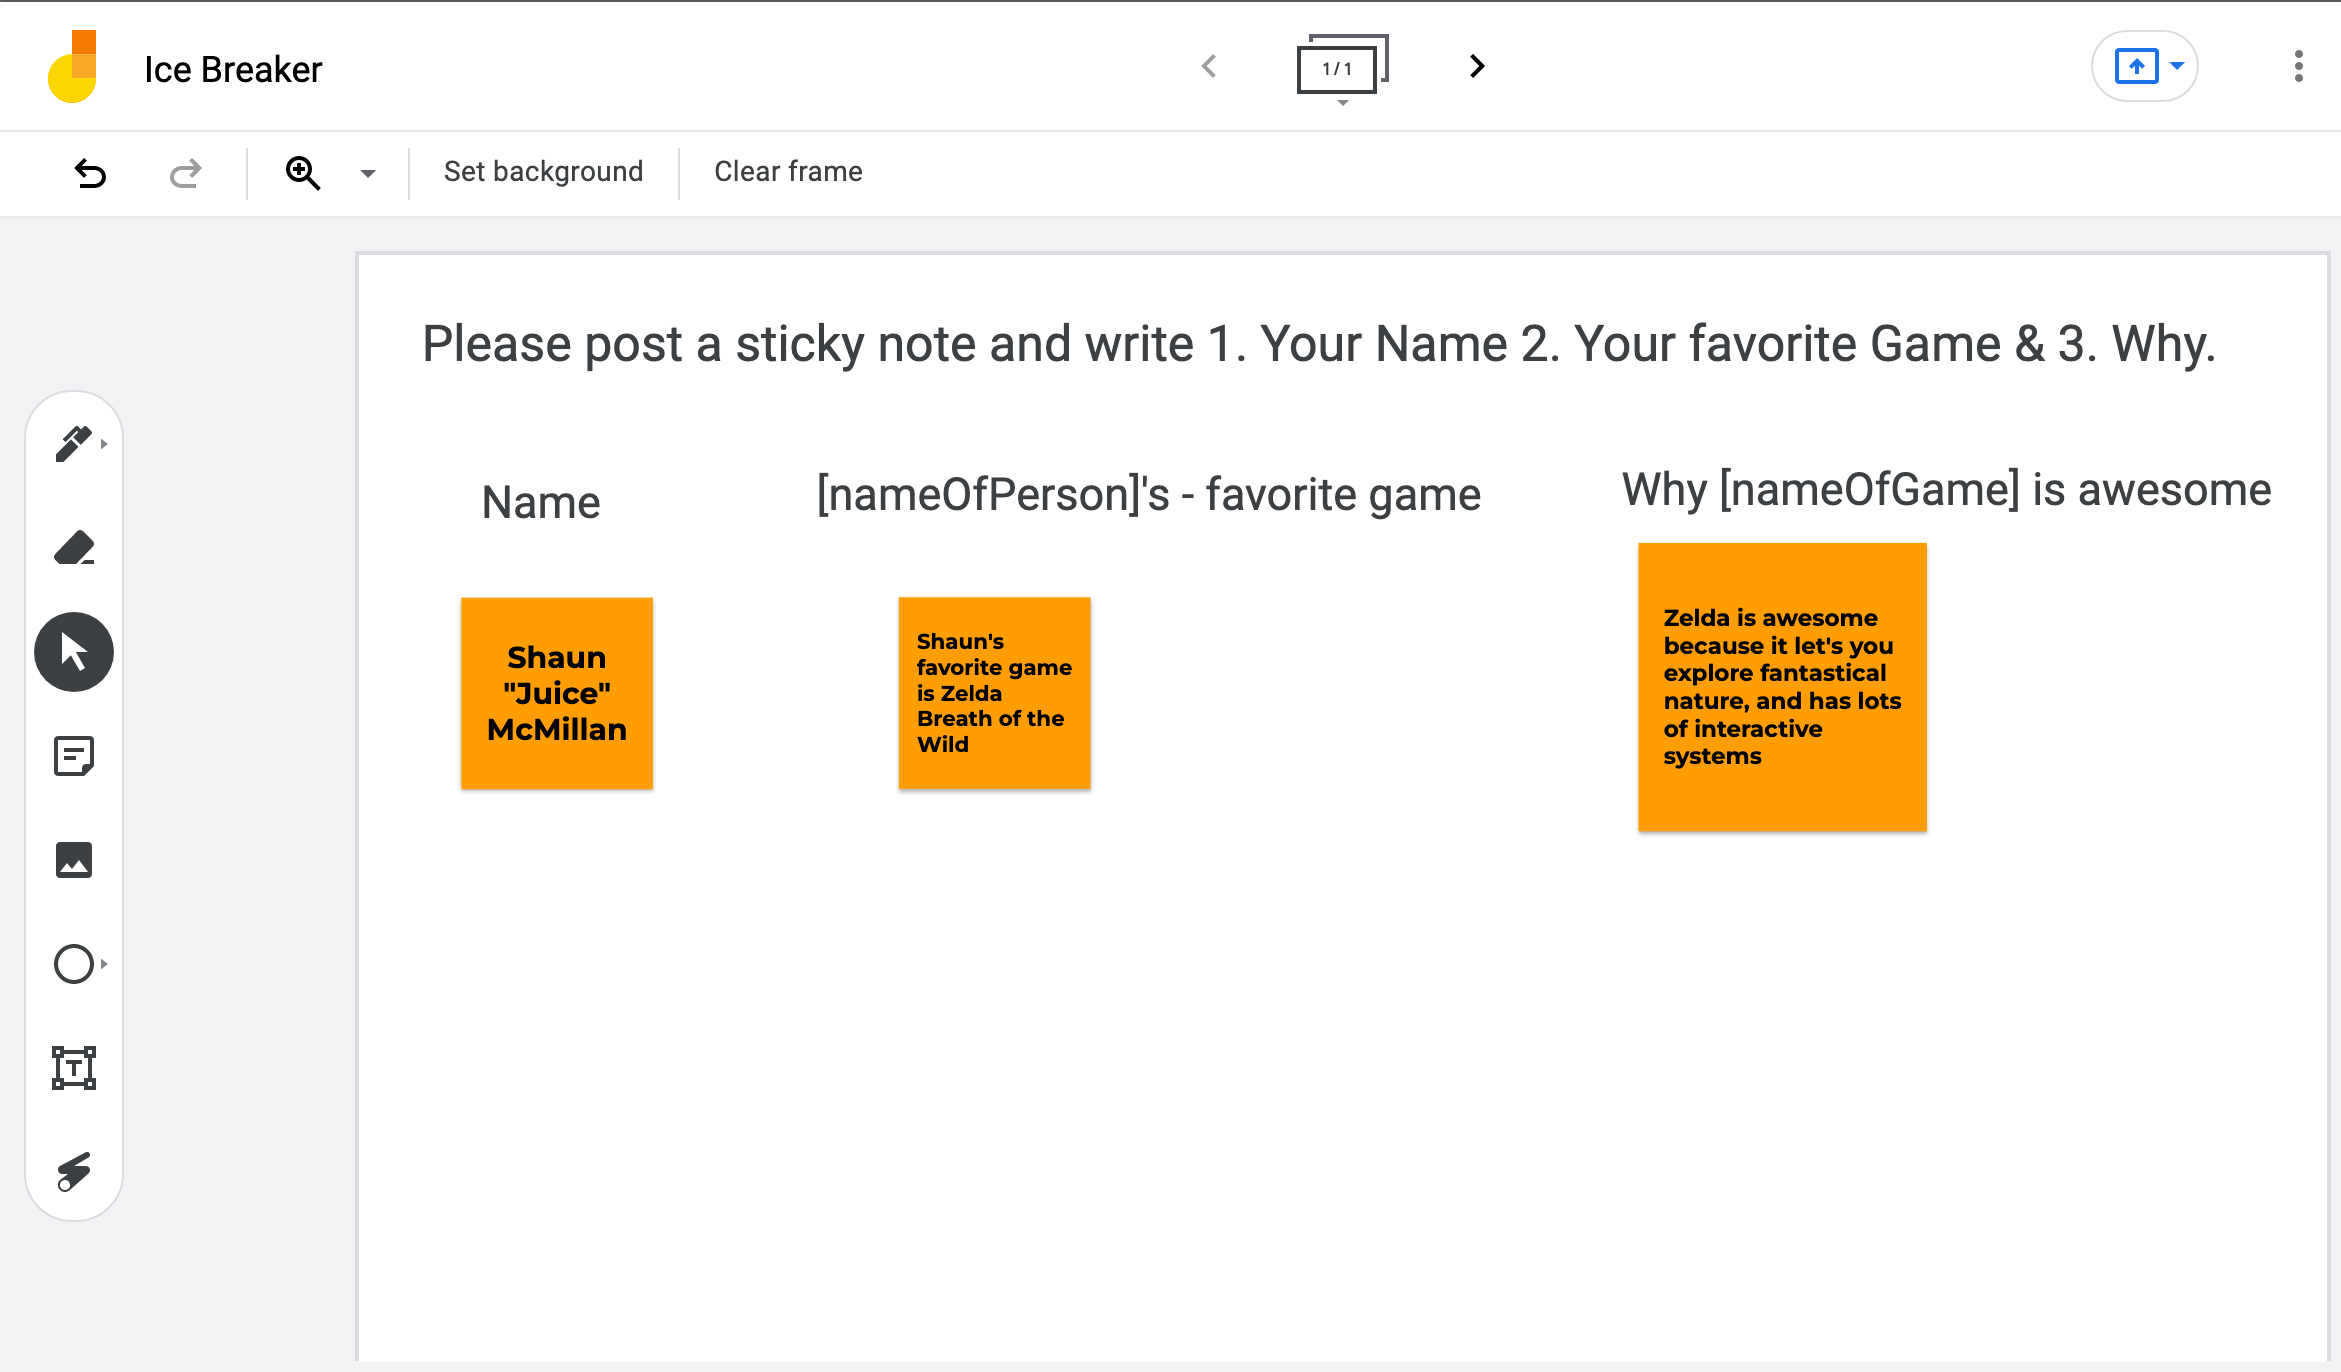 Ice Breaker
1/1
Set background
Clear frame
Please post a sticky note and write 1. Your Name 2. Your favorite Game & 3. Why.
Name
[nameOfPerson]'s - favorite game
Why [nameOfGame] is awesome
Shaun
"Juice"
McMillan
Shaun's
favorite game
is Zelda
Breath of the
Wild
Zelda is awesome
because it let's you
explore fantastical
nature, and has lots
of interactive
systems
T